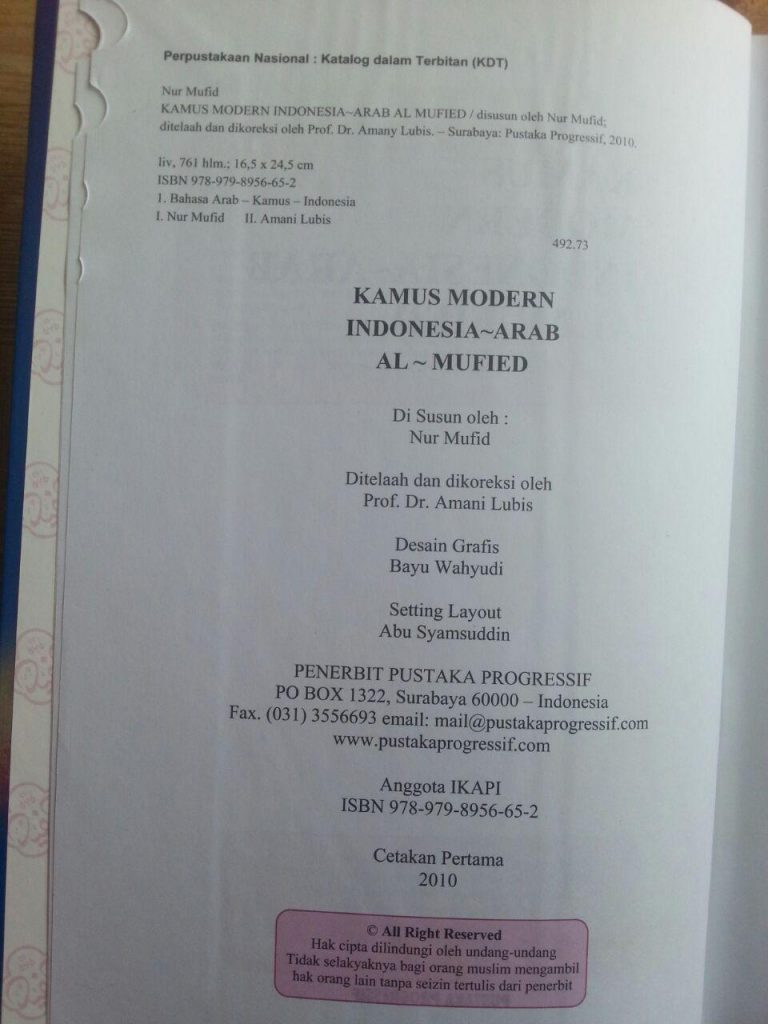 Perpustakaan Nasional : Katalog dalam Terbitan (KDT)
Nur Mufid
KAMUS MODERN INDONESIA~ARAB AL MUFIED / disusun oleh Nur Mufid;
ditelaah dan dikoreksi oleh Prof. Dr. Amany Lubis. – Surabaya: Pustaka Progressif, 2010.
liv, 761 hlm.; 16,5 x 24,5 cm
ISBN 978-979-8956-65-2
1. Bahasa Arab – Kamus – Indonesia
I. Nur Mufid II. Amani Lubis
492.73
KAMUS MODERN
INDONESIA~ARAB
AL ~ MUFIED
Di Susun oleh :
Nur Mufid
Ditelaah dan dikoreksi oleh
Prof. Dr. Amani Lubis
Desain Grafis
Bayu Wahyudi
Setting Layout
Abu Syamsuddin
PENERBIT PUSTAKA PROGRESSIF
PO BOX 1322, Surabaya 60000 – Indonesia
Fax. (031) 3556693 email: mail@pustakaprogressif.com
www.pustakaprogressif.com
Anggota IKAPI
ISBN 978-979-8956-65-2
Cetakan Pertama
2010
© All Right Reserved
Hak cipta dilindungi oleh undang-undang
Tidak selakyaknya bagi orang muslim mengambil
hak orang lain tanpa seizin tertulis dari penerbit